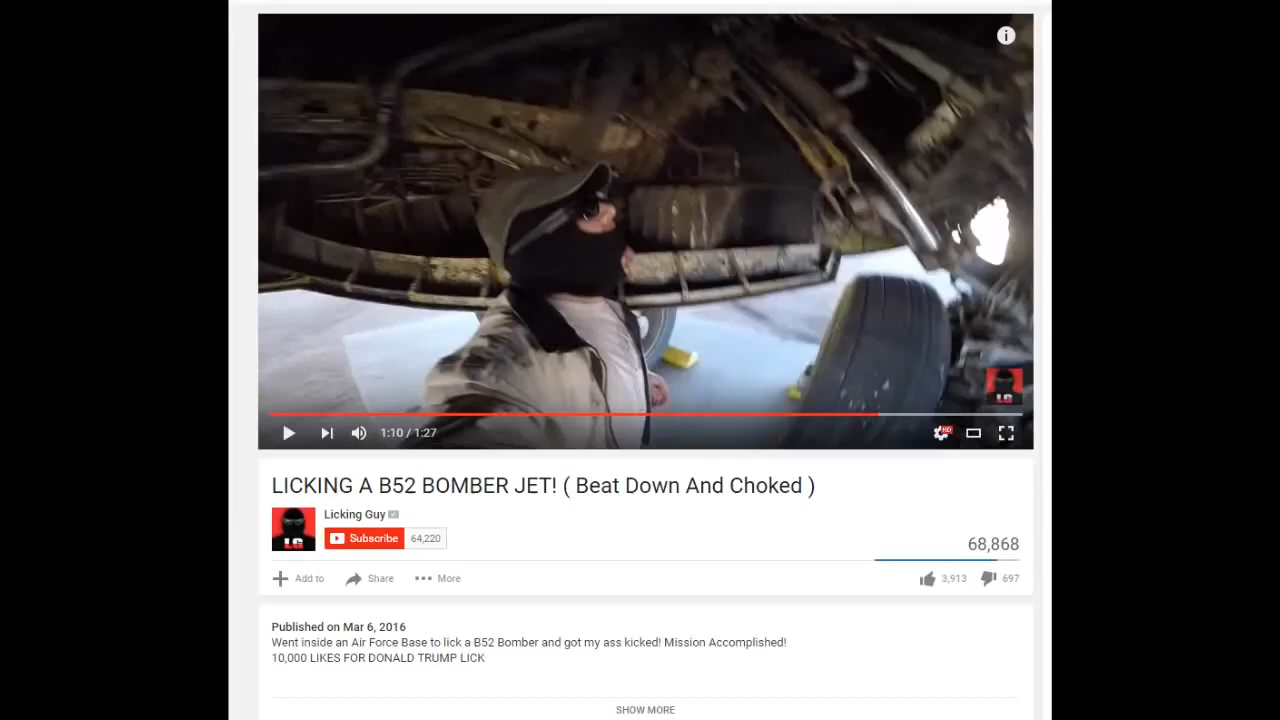 i
LG
1:10 / 1:27
HD
LICKING A B52 BOMBER JET! ( Beat Down And Choked )
Licking Guy
LG
Subscribe 64,220
68,868
Add to Share More 3,913 697
Published on Mar 6, 2016
Went inside an Air Force Base to lick a B52 Bomber and got my ass kicked! Mission Accomplished!
10,000 LIKES FOR DONALD TRUMP LICK
SHOW MORE